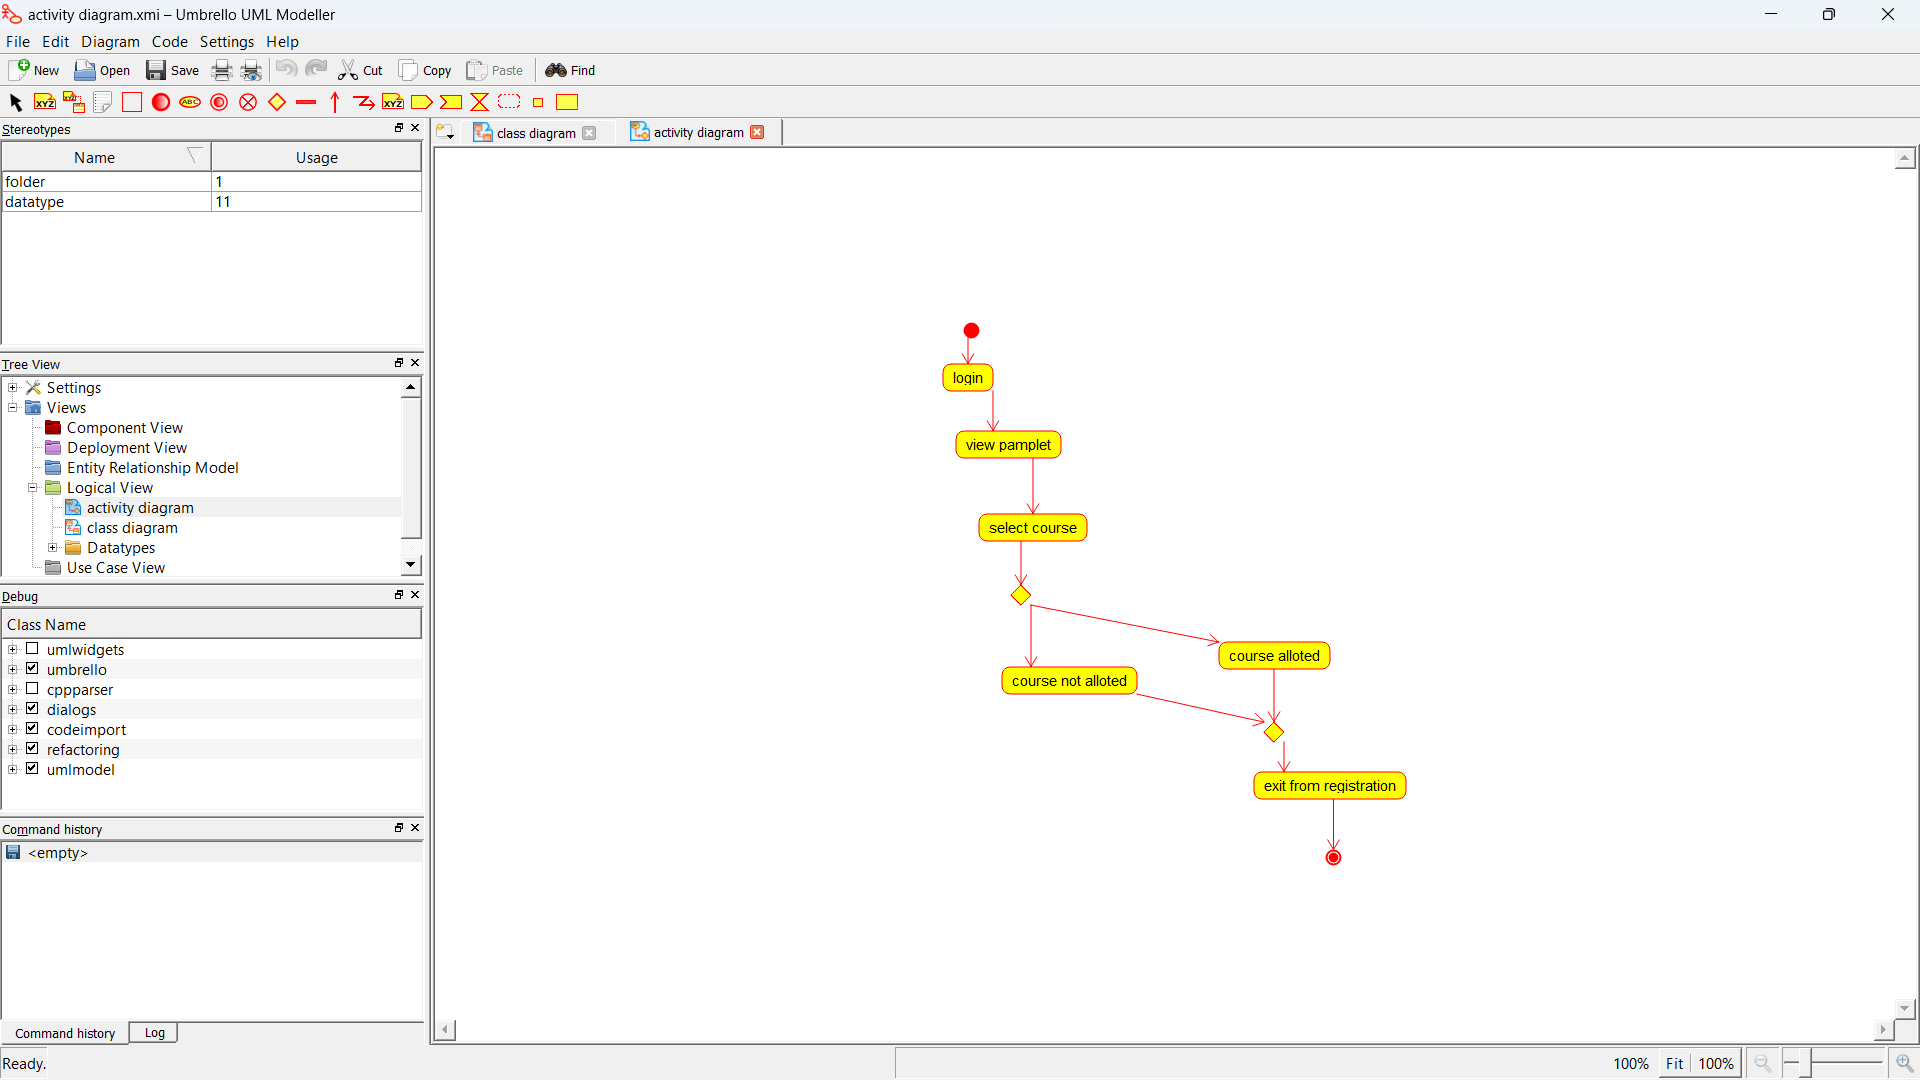 activity diagram.xmi – Umbrello UML Modeller
File Edit Diagram Code Settings Help
New Open Save Cut Copy Paste Find
XYZ XYZ ABC XYZ
Stereotypes
Name Usage
folder 1
datatype 11
Tree View
Settings
Views
Component View
Deployment View
Entity Relationship Model
Logical View
activity diagram
class diagram
Datatypes
Use Case View
Debug
Class Name
umlwidgets
umbrello
cppparser
dialogs
codeimport
refactoring
umlmodel
Command history
<empty>
Command history Log
Ready.
class diagram activity diagram
login
view pamplet
select course
course alloted
course not alloted
exit from registration
100% Fit 100%